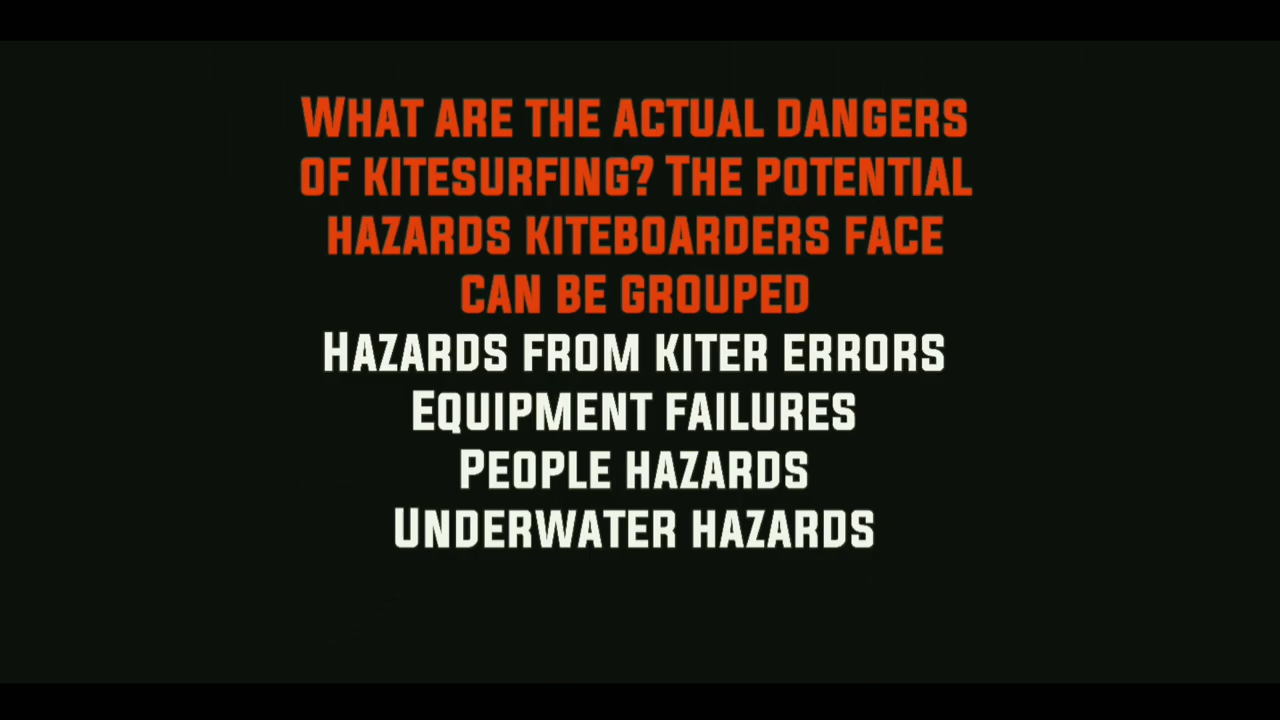 What are the actual dangers
of kitesurfing? The potential
hazards kiteboarders face
can be grouped
Hazards from kiter errors
Equipment failures
People hazards
Underwater hazards